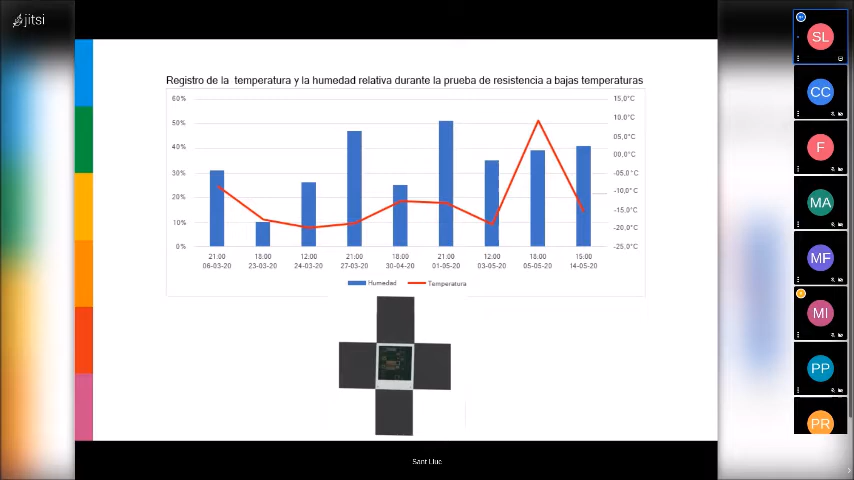 jitsi
Registro de la temperatura y la humedad relativa durante la prueba de resistencia a bajas temperaturas
60%
50%
40%
30%
20%
10%
0%
15,0°C
10,0°C
05,0°C
00,0°C
-05,0°C
-10,0°C
-15,0°C
-20,0°C
-25,0°C
21:00 18:00 12:00 21:00 18:00 21:00 12:00 18:00 15:00
06-03-20 23-03-20 24-03-20 27-03-20 30-04-20 01-05-20 03-05-20 05-05-20 14-05-20
Humedad Temperatura
Sant Lluc
SL
CC
F
MA
MF
MI
PP
PR